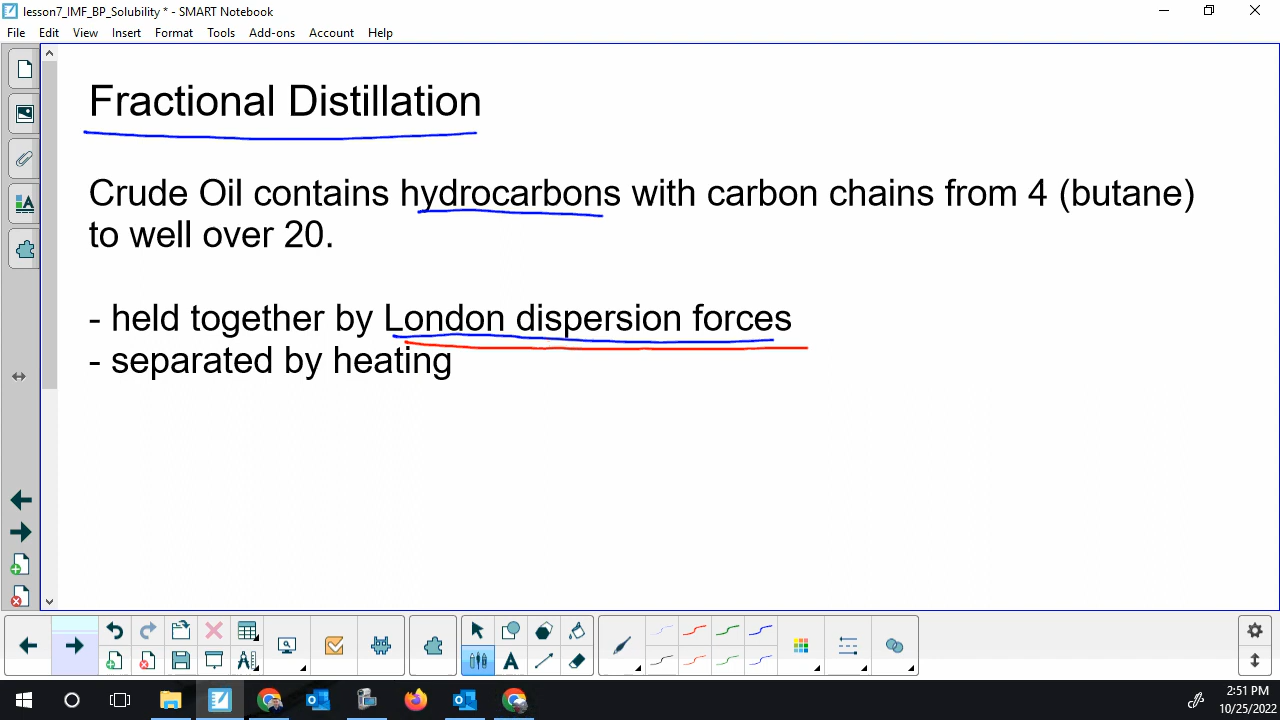 lesson7_IMF_BP_Solubility * - SMART Notebook
File Edit View Insert Format Tools Add-ons Account Help
Fractional Distillation
Crude Oil contains hydrocarbons with carbon chains from 4 (butane)
to well over 20.
- held together by London dispersion forces
- separated by heating
2:51 PM
10/25/2022